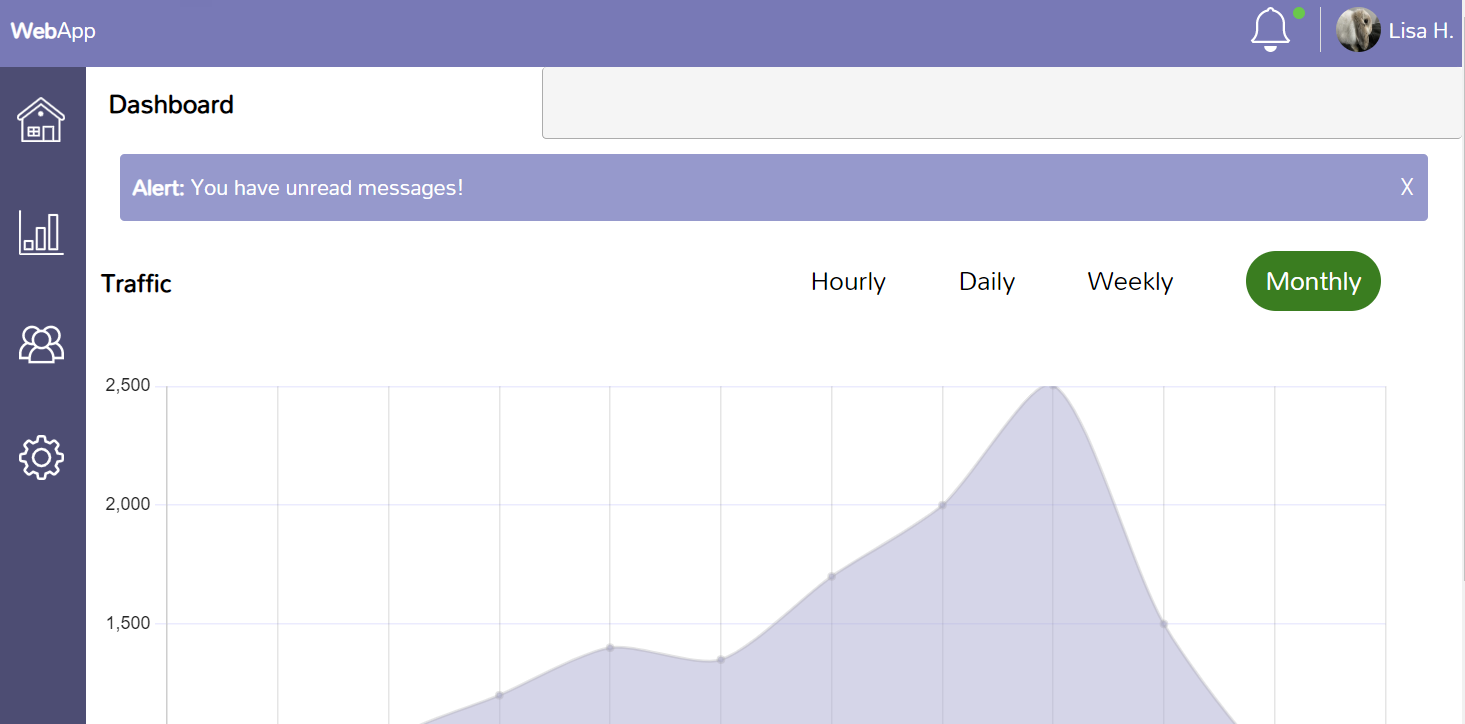 WebApp
Lisa H.
Dashboard
Alert: You have unread messages!
X
Traffic
Hourly
Daily
Weekly
Monthly
2,500
2,000
1,500